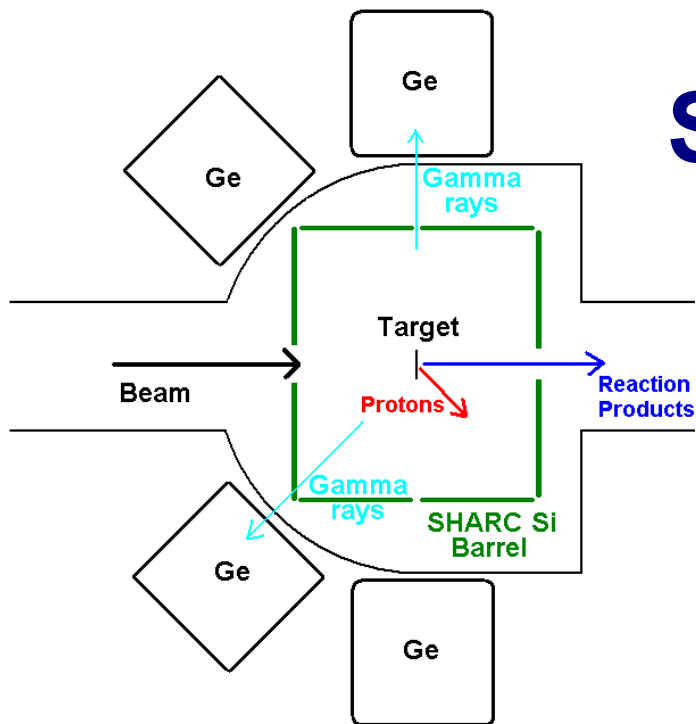 Ge
S
Ge
Gamma
rays
Target
Beam
Protons
Reaction
Products
Gamma
rays
SHARC Si
Barrel
Ge
Ge